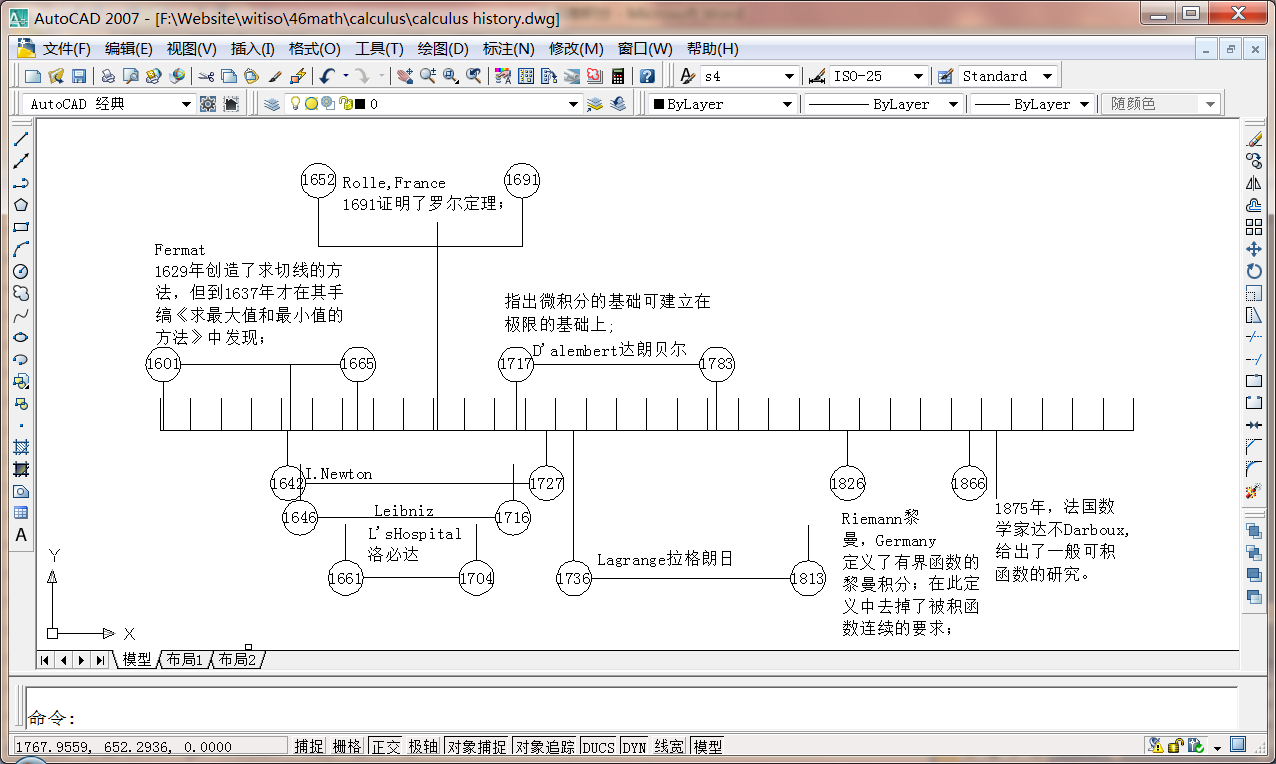 AutoCAD 2007 - [F:\Website\witiso\46math\calculus\calculus history.dwg]
文件(F) 编辑(E) 视图(V) 插入(I) 格式(O) 工具(T) 绘图(D) 标注(N) 修改(M) 窗口(W) 帮助(H)
s4 ISO-25 Standard
AutoCAD 经典 0 ByLayer ByLayer ByLayer 随颜色
1652 Rolle,France 1691
1691证明了罗尔定理;
Fermat
1629年创造了求切线的方
法，但到1637年才在其手
编《求最大值和最小值的
方法》中发现;
指出微积分的基础可建立在
极限的基础上;
D'alembert达朗贝尔
1601 1665 1717 1783
1642 I.Newton 1727 1826 1866
1646 Leibniz 1716
L'sHospital
洛必达
1661 1704 1736 Lagrange拉格朗日 1813
Riemann黎
曼，Germany
定义了有界函数的
黎曼积分; 在此定
义中去掉了被积函
数连续的要求;
1875年，法国数
学家达不Darboux,
给出了一般可积
函数的研究。
Y
X
模型 布局1 布局2
命令:
1767.9559, 652.2936, 0.0000 捕捉 栅格 正交 极轴 对象捕捉 对象追踪 DUCS DYN 线宽 模型